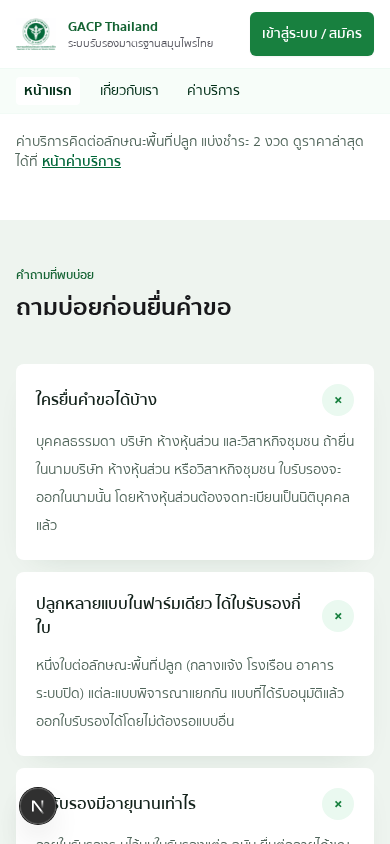 GACP Thailand
ระบบรับรองมาตรฐานสมุนไพรไทย
เข้าสู่ระบบ / สมัคร
หน้าแรก
เกี่ยวกับเรา
ค่าบริการ
ค่าบริการคิดต่อลักษณะพื้นที่ปลูก แบ่งชำระ 2 งวด ดูราคาล่าสุด
ได้ที่ หน้าค่าบริการ
คำถามที่พบบ่อย
ถามบ่อยก่อนยื่นคำขอ
ใครยื่นคำขอได้บ้าง
บุคคลธรรมดา บริษัท ห้างหุ้นส่วน และวิสาหกิจชุมชน ถ้ายื่น
ในนามบริษัท ห้างหุ้นส่วน หรือวิสาหกิจชุมชน ใบรับรองจะ
ออกในนามนั้น โดยห้างหุ้นส่วนต้องจดทะเบียนเป็นนิติบุคคล
แล้ว
ปลูกหลายแบบในฟาร์มเดียว ได้ใบรับรองกี่
ใบ
หนึ่งใบต่อลักษณะพื้นที่ปลูก (กลางแจ้ง โรงเรือน อาคาร
ระบบปิด) แต่ละแบบพิจารณาแยกกัน แบบที่ได้รับอนุมัติแล้ว
ออกใบรับรองได้โดยไม่ต้องรอแบบอื่น
รับรองมีอายุนานเท่าไร
N